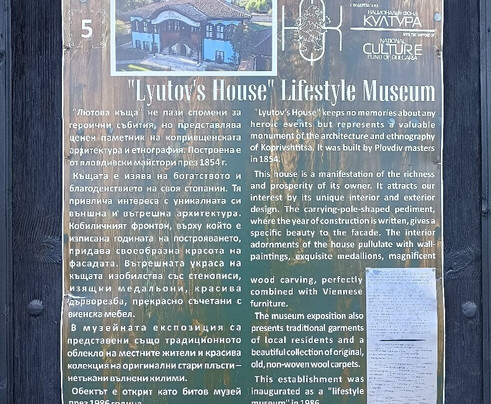 5
НАЦИОНАЛЕН ФОНД
КУЛТУРА
NATIONAL
CULTURE
FUND OF BULGARIA
"Lyutov's House" Lifestyle Museum
"Лютова къща" не пази спомени за
героични събития, но представлява
ценен паметник на копривщенската
архитектура и етнография. Построена е
от пловдивски майстори през 1854 г.
Къщата е изява на богатството и
благоденствието на своя стопанин. Тя
привлича интереса с уникалната си
външна и вътрешна архитектура.
Кобиличният фронтон, върху който е
изписана годината на построяването,
придава своеобразна красота на
фасадата. Вътрешната украса на
къщата изобилства със стенописи,
изящни медальони, красива
дърворезба, прекрасно съчетани с
виенска мебел.
В музейната експозиция са
представени също традиционното
облекло на местните жители и красива
колекция на оригинални стари плъсти –
нетъкани вълнени килими.
Обектът е открит като битов музей
през 1986 година.
"Lyutov's House" keeps no memories about any
heroic events but represents a valuable
monument of the architecture and ethnography
of Koprivshtitsa. It was built by Plovdiv masters
in 1854.
This house is a manifestation of the richness
and prosperity of its owner. It attracts our
interest by its unique interior and exterior
design. The carrying-pole-shaped pediment,
where the year of construction is written, gives a
specific beauty to the facade. The interior
adornments of the house pullulate with wall-
paintings, exquisite medallions, magnificent
wood carving, perfectly
combined with Viennese
furniture.
The museum exposition also
presents traditional garments
of local residents and a
beautiful collection of original,
old, non-woven wool carpets.
This establishment was
inaugurated as a "lifestyle
museum" in 1986.